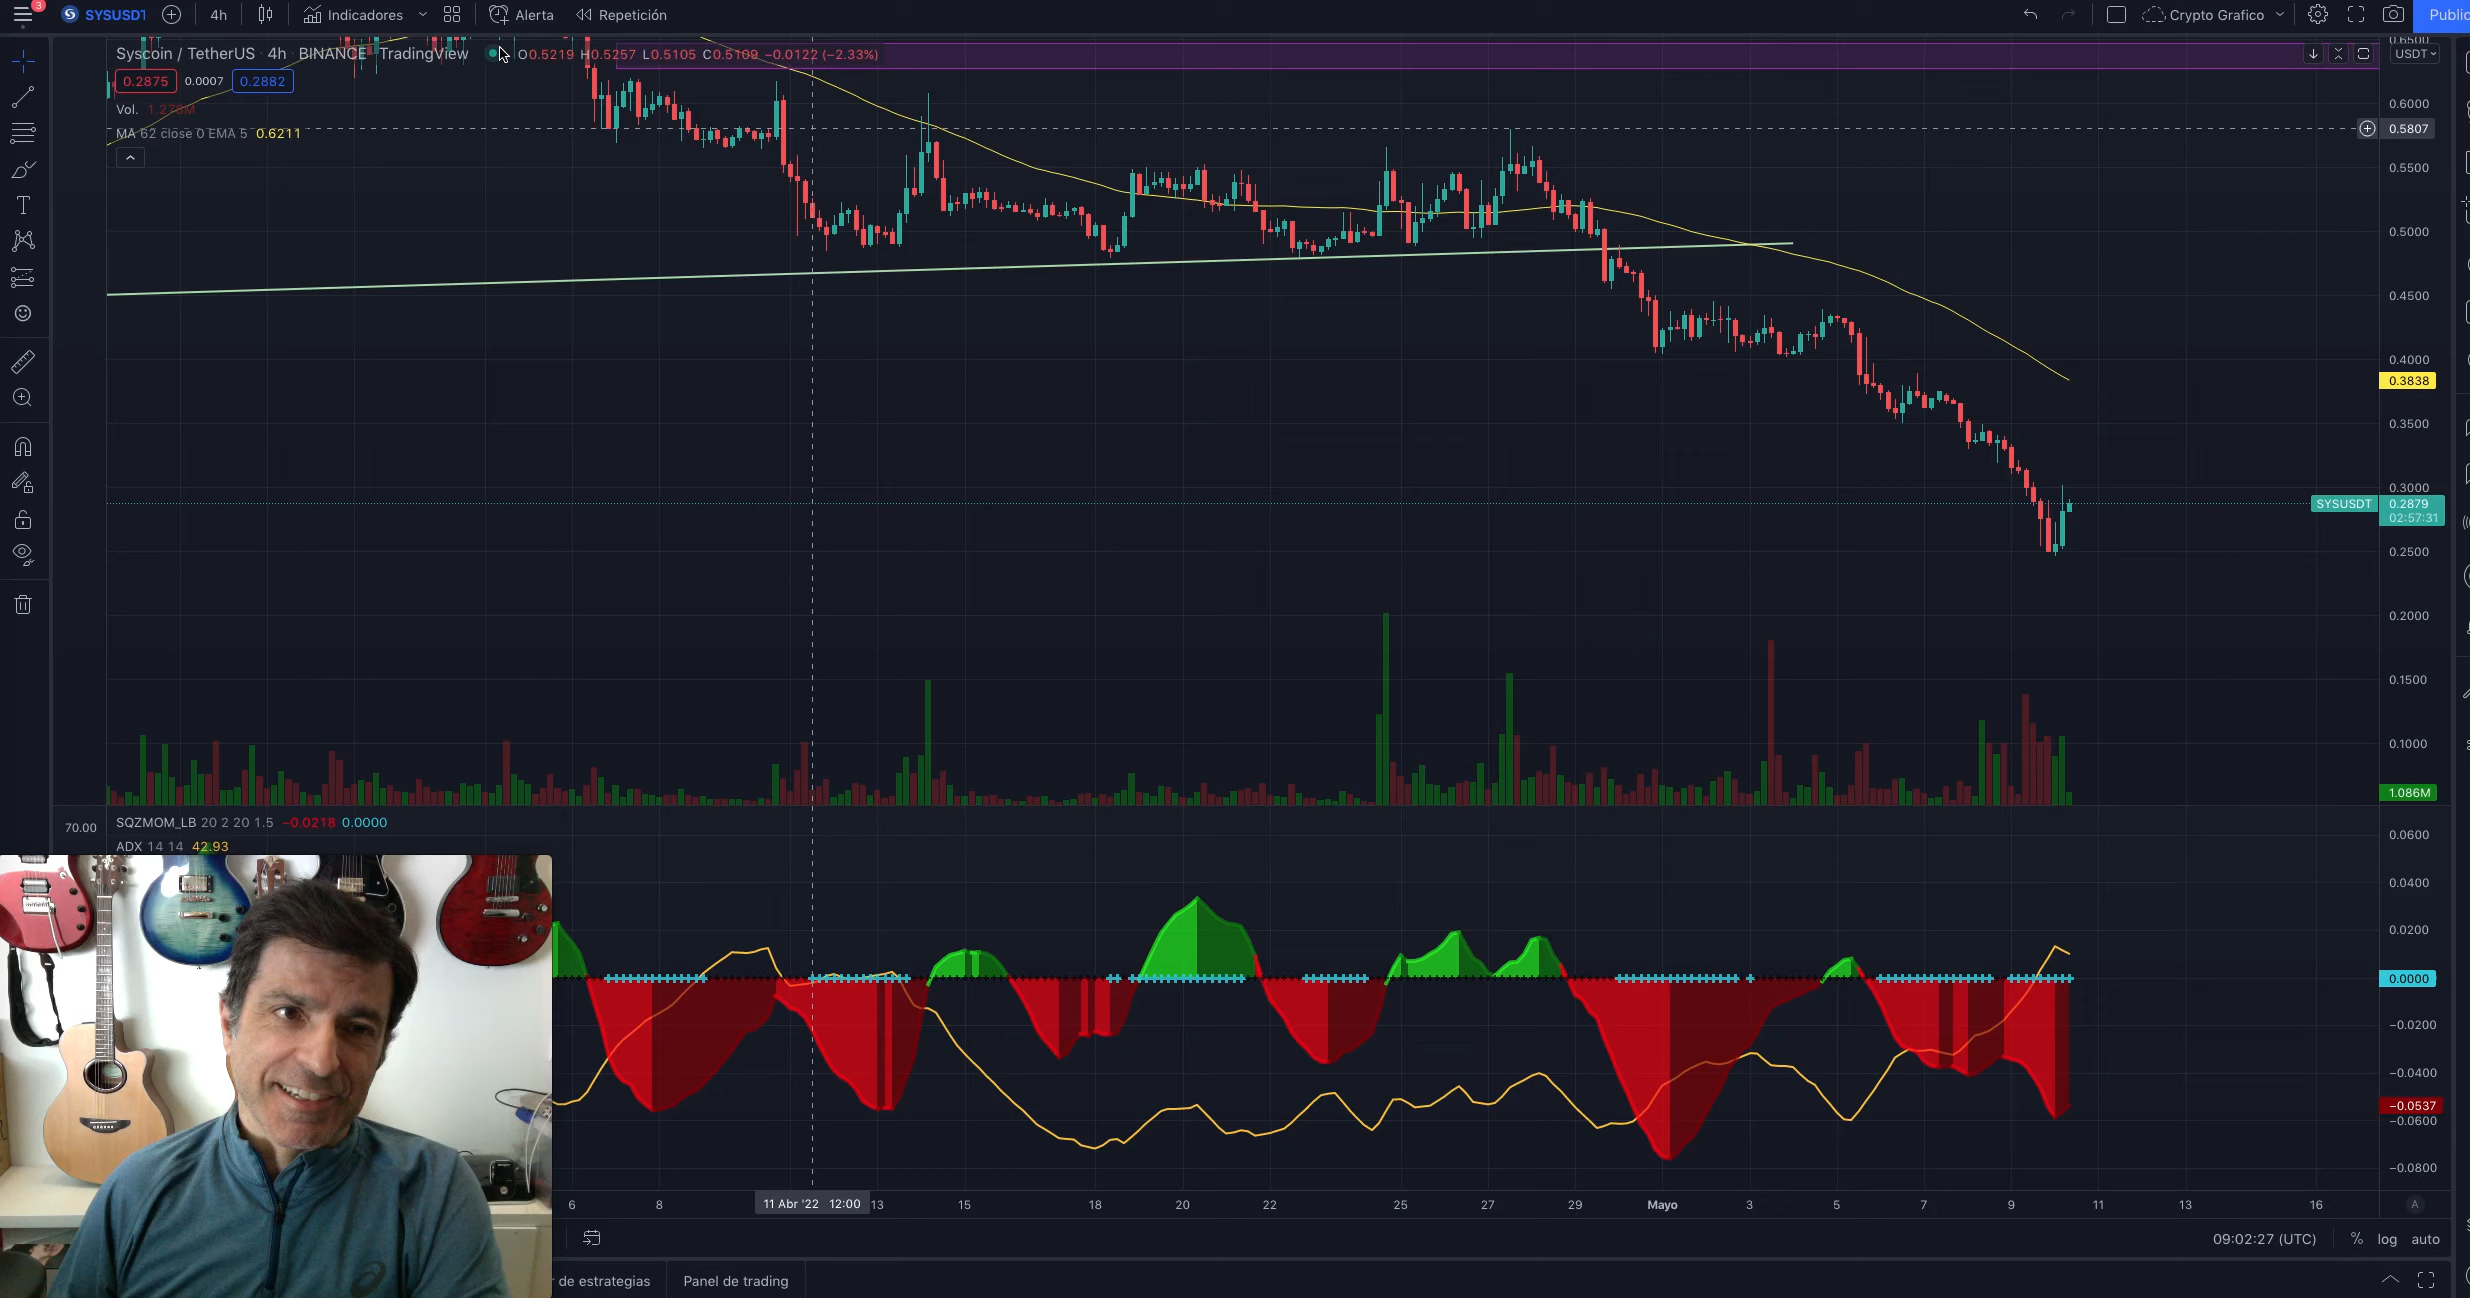 3
SYSUSDT
4h
Indicadores
Alerta
Repetición
Crypto Grafico
Public
Syscoin / TetherUS · 4h · BINANCE · TradingView
O0.5219 H0.5257 L0.5105 C0.5109 −0.0122 (−2.33%)
USDT
0.2875
0.0007
0.2882
Vol. 1.278M
MA 62 close 0 EMA 5 0.6211
0.6500
0.6000
0.5807
0.5500
0.5000
0.4500
0.4000
0.3838
0.3500
0.3000
SYSUSDT
0.2879
02:57:31
0.2500
0.2000
0.1500
0.1000
1.086M
70.00
SQZMOM_LB 20 2 20 1.5 −0.0218 0.0000
ADX 14 14 42.93
0.0600
0.0400
0.0200
0.0000
−0.0200
−0.0400
−0.0537
−0.0600
−0.0800
6
8
11 Abr '22 12:00
13
15
18
20
22
25
27
29
Mayo
3
5
7
9
11
13
16
A
09:02:27 (UTC)
%
log
auto
r de estrategias
Panel de trading